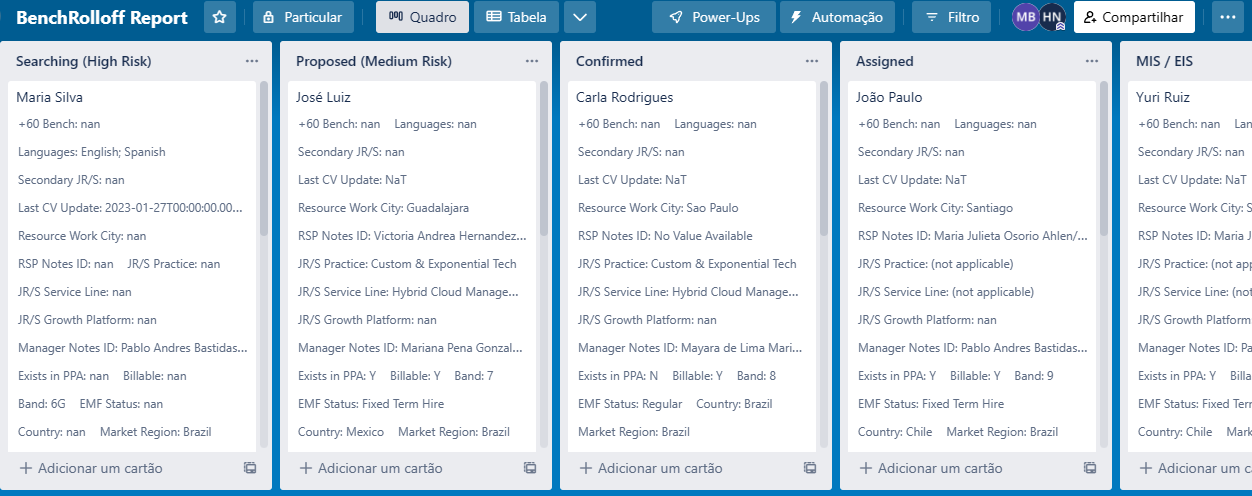 BenchRolloff Report Particular Quadro Tabela Power-Ups Automação Filtro MB HN Compartilhar
Searching (High Risk)
Maria Silva
+60 Bench: nan
Languages: English; Spanish
Secondary JR/S: nan
Last CV Update: 2023-01-27T00:00:00.00...
Resource Work City: nan
RSP Notes ID: nan JR/S Practice: nan
JR/S Service Line: nan
JR/S Growth Platform: nan
Manager Notes ID: Pablo Andres Bastidas...
Exists in PPA: nan Billable: nan
Band: 6G EMF Status: nan
Country: nan Market Region: Brazil
Adicionar um cartão
Proposed (Medium Risk)
José Luiz
+60 Bench: nan Languages: nan
Secondary JR/S: nan
Last CV Update: NaT
Resource Work City: Guadalajara
RSP Notes ID: Victoria Andrea Hernandez...
JR/S Practice: Custom & Exponential Tech
JR/S Service Line: Hybrid Cloud Manage...
JR/S Growth Platform: nan
Manager Notes ID: Mariana Pena Gonzal...
Exists in PPA: Y Billable: Y Band: 7
EMF Status: Fixed Term Hire
Country: Mexico Market Region: Brazil
Adicionar um cartão
Confirmed
Carla Rodrigues
+60 Bench: nan Languages: nan
Secondary JR/S: nan
Last CV Update: NaT
Resource Work City: Sao Paulo
RSP Notes ID: No Value Available
JR/S Practice: Custom & Exponential Tech
JR/S Service Line: Hybrid Cloud Manage...
JR/S Growth Platform: nan
Manager Notes ID: Mayara de Lima Mari...
Exists in PPA: N Billable: Y Band: 8
EMF Status: Regular Country: Brazil
Market Region: Brazil
Adicionar um cartão
Assigned
João Paulo
+60 Bench: nan Languages: nan
Secondary JR/S: nan
Last CV Update: NaT
Resource Work City: Santiago
RSP Notes ID: Maria Julieta Osorio Ahlen/...
JR/S Practice: (not applicable)
JR/S Service Line: (not applicable)
JR/S Growth Platform: nan
Manager Notes ID: Pablo Andres Bastidas...
Exists in PPA: Y Billable: Y Band: 9
EMF Status: Fixed Term Hire
Country: Chile Market Region: Brazil
Adicionar um cartão
MIS / EIS
Yuri Ruiz
+60 Bench: nan Lan
Secondary JR/S: nan
Last CV Update: NaT
Resource Work City: S
RSP Notes ID: Maria J
JR/S Practice: (not app
JR/S Service Line: (not
JR/S Growth Platform:
Manager Notes ID: Pa
Exists in PPA: Y Billa
EMF Status: Fixed Ter
Country: Chile Mark
Adicionar um ca